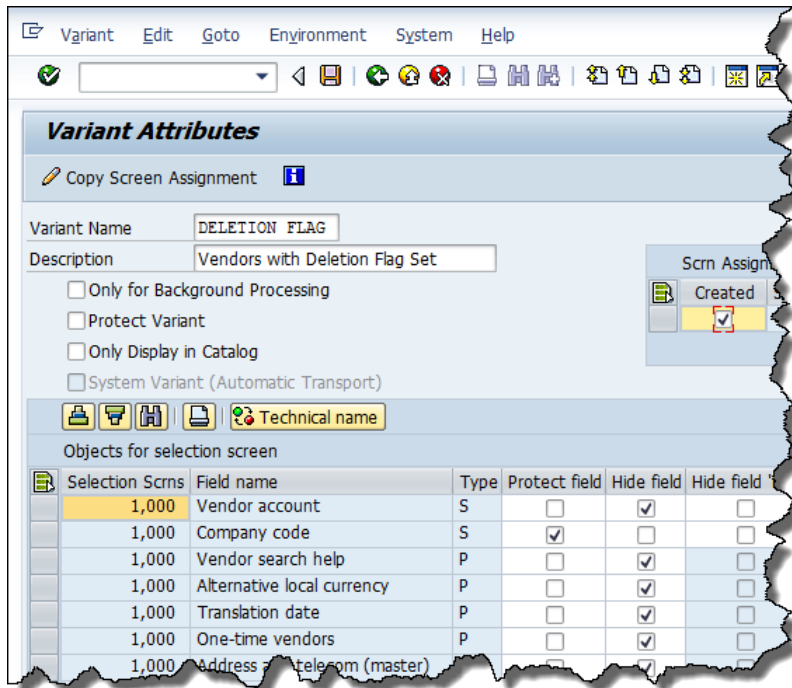 Variant Edit Goto Environment System Help
Variant Attributes
Copy Screen Assignment
Variant Name DELETION FLAG
Description Vendors with Deletion Flag Set
Scrn Assign
Only for Background Processing
Created
Protect Variant
Only Display in Catalog
System Variant (Automatic Transport)
Technical name
Objects for selection screen
Selection Scrns Field name Type Protect field Hide field Hide field '
1,000 Vendor account S
1,000 Company code S
1,000 Vendor search help P
1,000 Alternative local currency P
1,000 Translation date P
1,000 One-time vendors P
1,000 Address telecom (master)